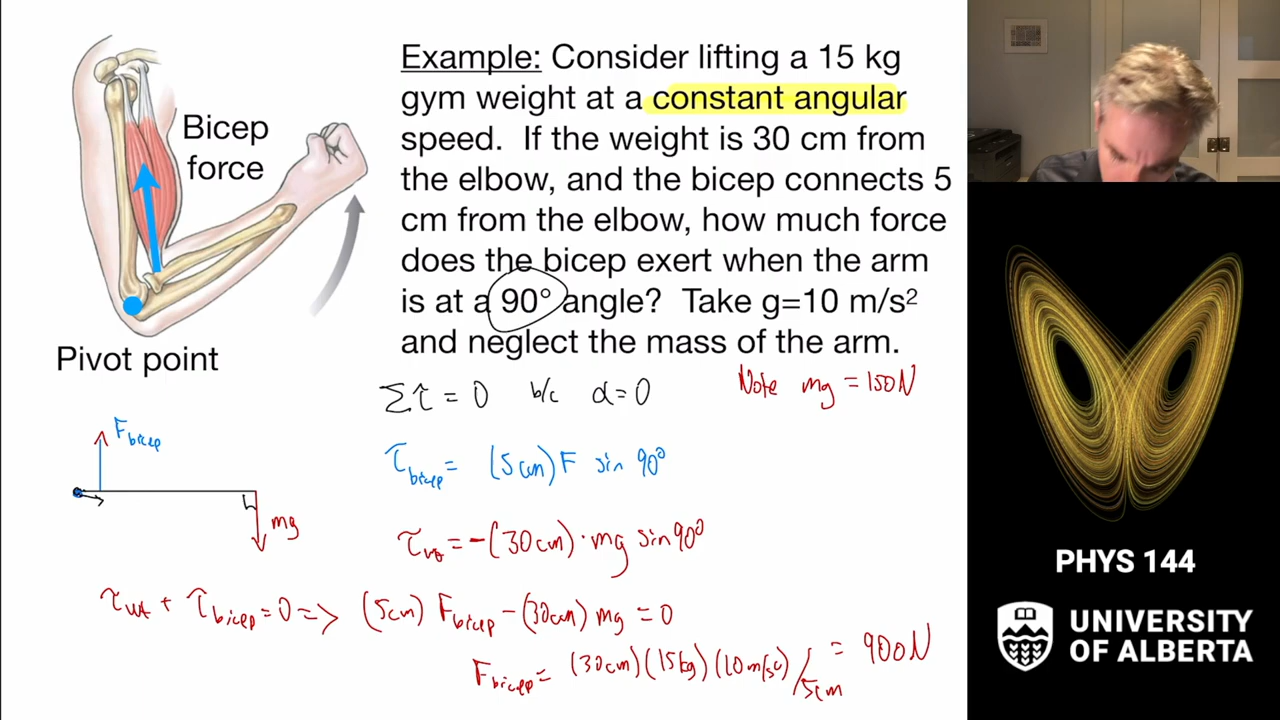 Example: Consider lifting a 15 kg
gym weight at a constant angular
speed. If the weight is 30 cm from
the elbow, and the bicep connects 5
cm from the elbow, how much force
does the bicep exert when the arm
is at a 90° angle? Take g=10 m/s²
and neglect the mass of the arm.
Bicep
force
Pivot point
Στ = 0 b/c α=0
Note mg = 150N
F bicep
mg
τ bicep = (5cm)F sin 90°
τ wt = -(30cm)·mg sin90°
τ wt + τ bicep = 0 => (5cm) F bicep - (30cm) mg = 0
F bicep = (30cm)(15kg)(10m/s²)/5cm = 900N
PHYS 144
UNIVERSITY
OF ALBERTA